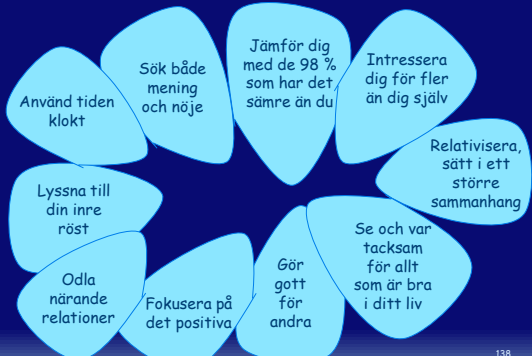 Jämför dig
med de 98 %
som har det
sämre än du
Intressera
dig för fler
än dig själv
Relativisera,
sätt i ett
större
sammanhang
Se och var
tacksam
för allt
som är bra
i ditt liv
Gör
gott
för
andra
Fokusera på
det positiva
Odla
närande
relationer
Lyssna till
din inre
röst
Använd tiden
klokt
Sök både
mening
och nöje
138